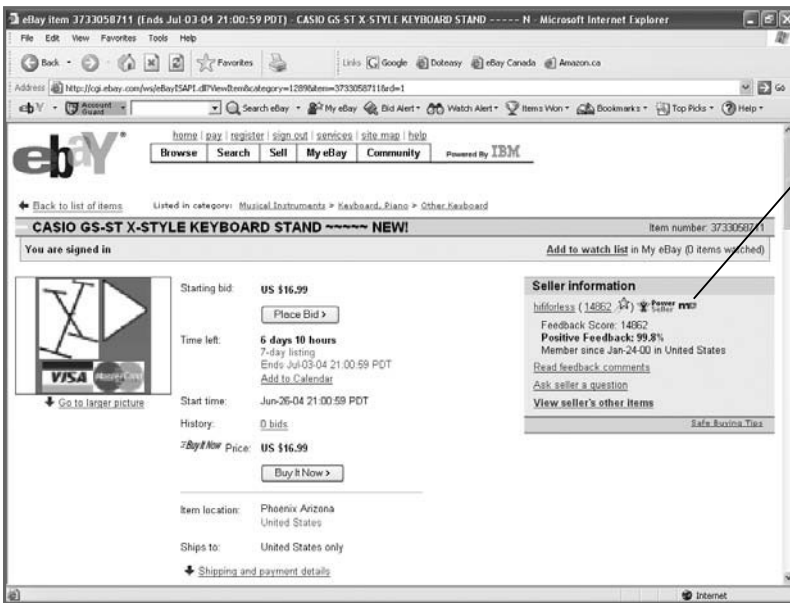 eBay item 3733058711 (Ends Jul-03-04 21:00:59 PDT) - CASIO GS-ST X-STYLE KEYBOARD STAND ----- N - Microsoft Internet Explorer
File Edit View Favorites Tools Help
Back Favorites Links Google Doteasy eBay Canada Amazon.ca
Address http://cgi.ebay.com/ws/eBayISAPI.dll?ViewItem&category=1289&item=3733058711&rd=1 Go
ebY Account Guard Search eBay My eBay Bid Alert Watch Alert Items Won Bookmarks Top Picks Help
ebY home | pay | register | sign out | services | site map | help
Browse Search Sell My eBay Community Powered By IBM
Back to list of items Listed in category: Musical Instruments > Keyboard, Piano > Other Keyboard
CASIO GS-ST X-STYLE KEYBOARD STAND ~~~~~ NEW! Item number: 3733058711
You are signed in Add to watch list in My eBay (0 items watched)
VISA MasterCard
Go to larger picture
Starting bid: US $16.99
Place Bid >
Time left: 6 days 10 hours
7-day listing
Ends Jul-03-04 21:00:59 PDT
Add to Calendar
Start time: Jun-26-04 21:00:59 PDT
History: 0 bids
Buy It Now Price: US $16.99
Buy It Now >
Item location: Phoenix Arizona
United States
Ships to: United States only
Shipping and payment details
Seller information
hififorless ( 14862 ) Power Seller me
Feedback Score: 14862
Positive Feedback: 99.8%
Member since Jan-24-00 in United States
Read feedback comments
Ask seller a question
View seller's other items
Safe Buying Tips
Internet